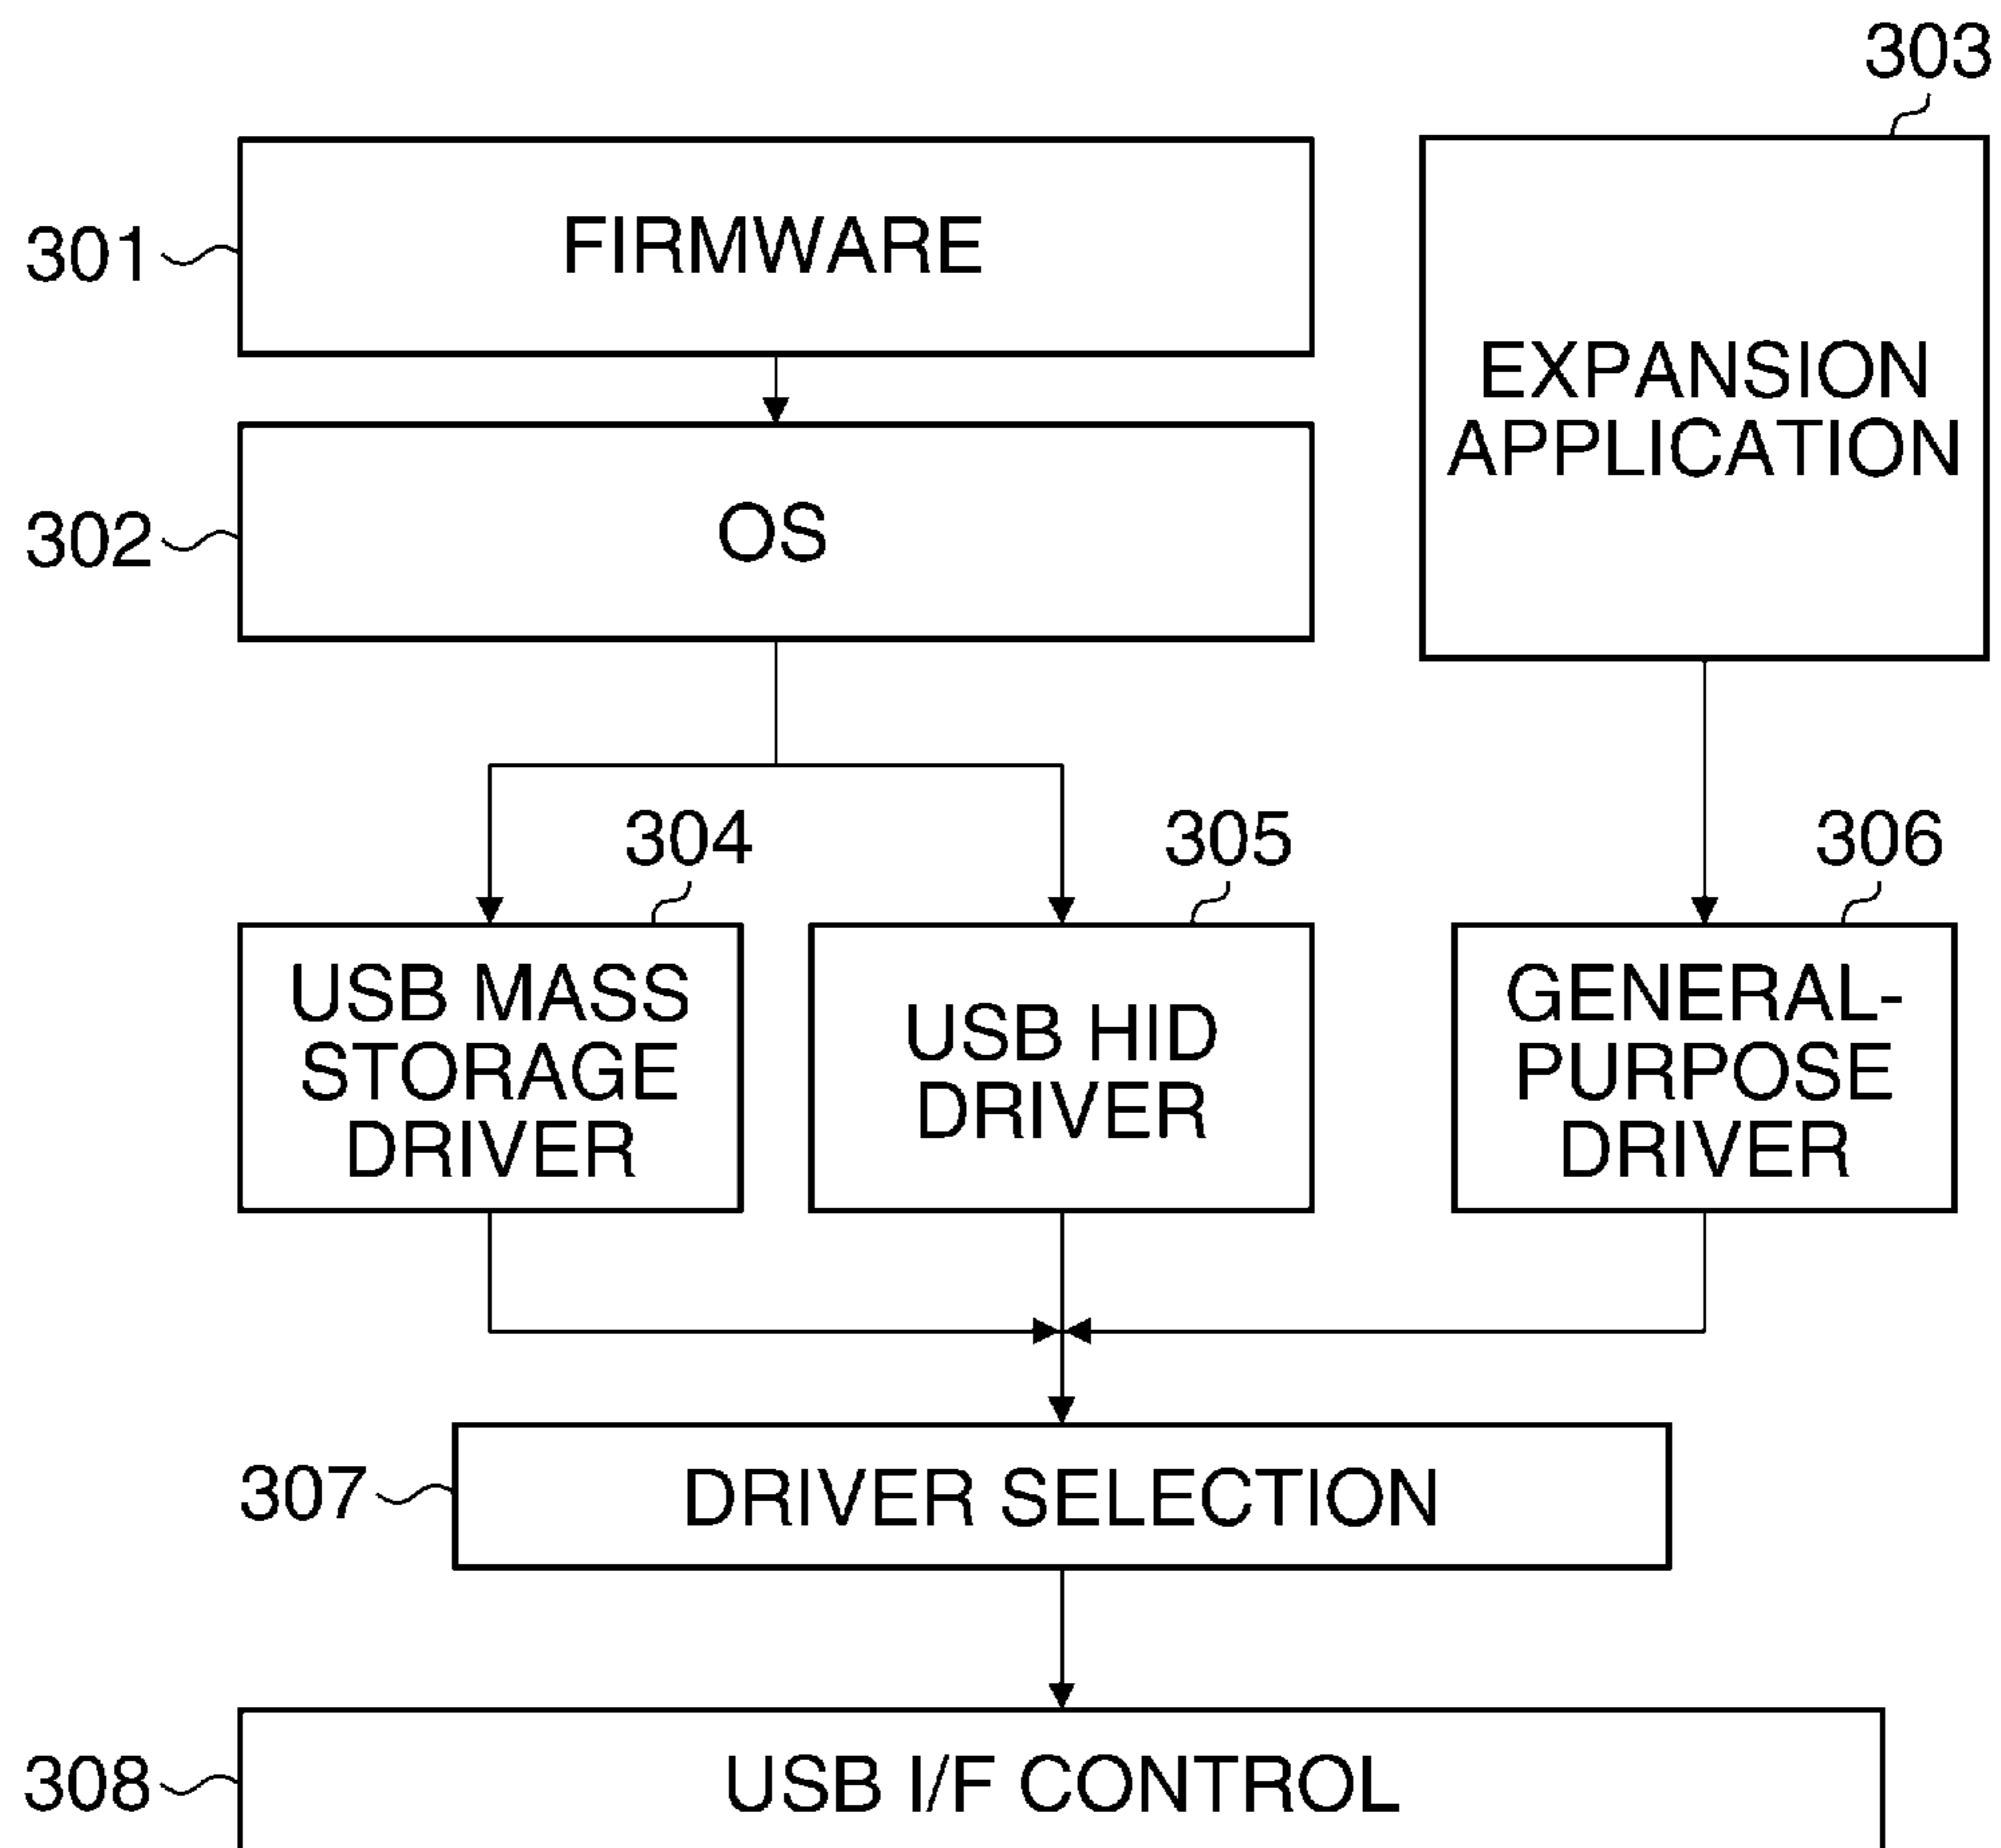 303
301
FIRMWARE
EXPANSION
APPLICATION
302
OS
304
305
306
USB MASS
STORAGE
DRIVER
USB HID
DRIVER
GENERAL-
PURPOSE
DRIVER
307
DRIVER SELECTION
308
USB I/F CONTROL